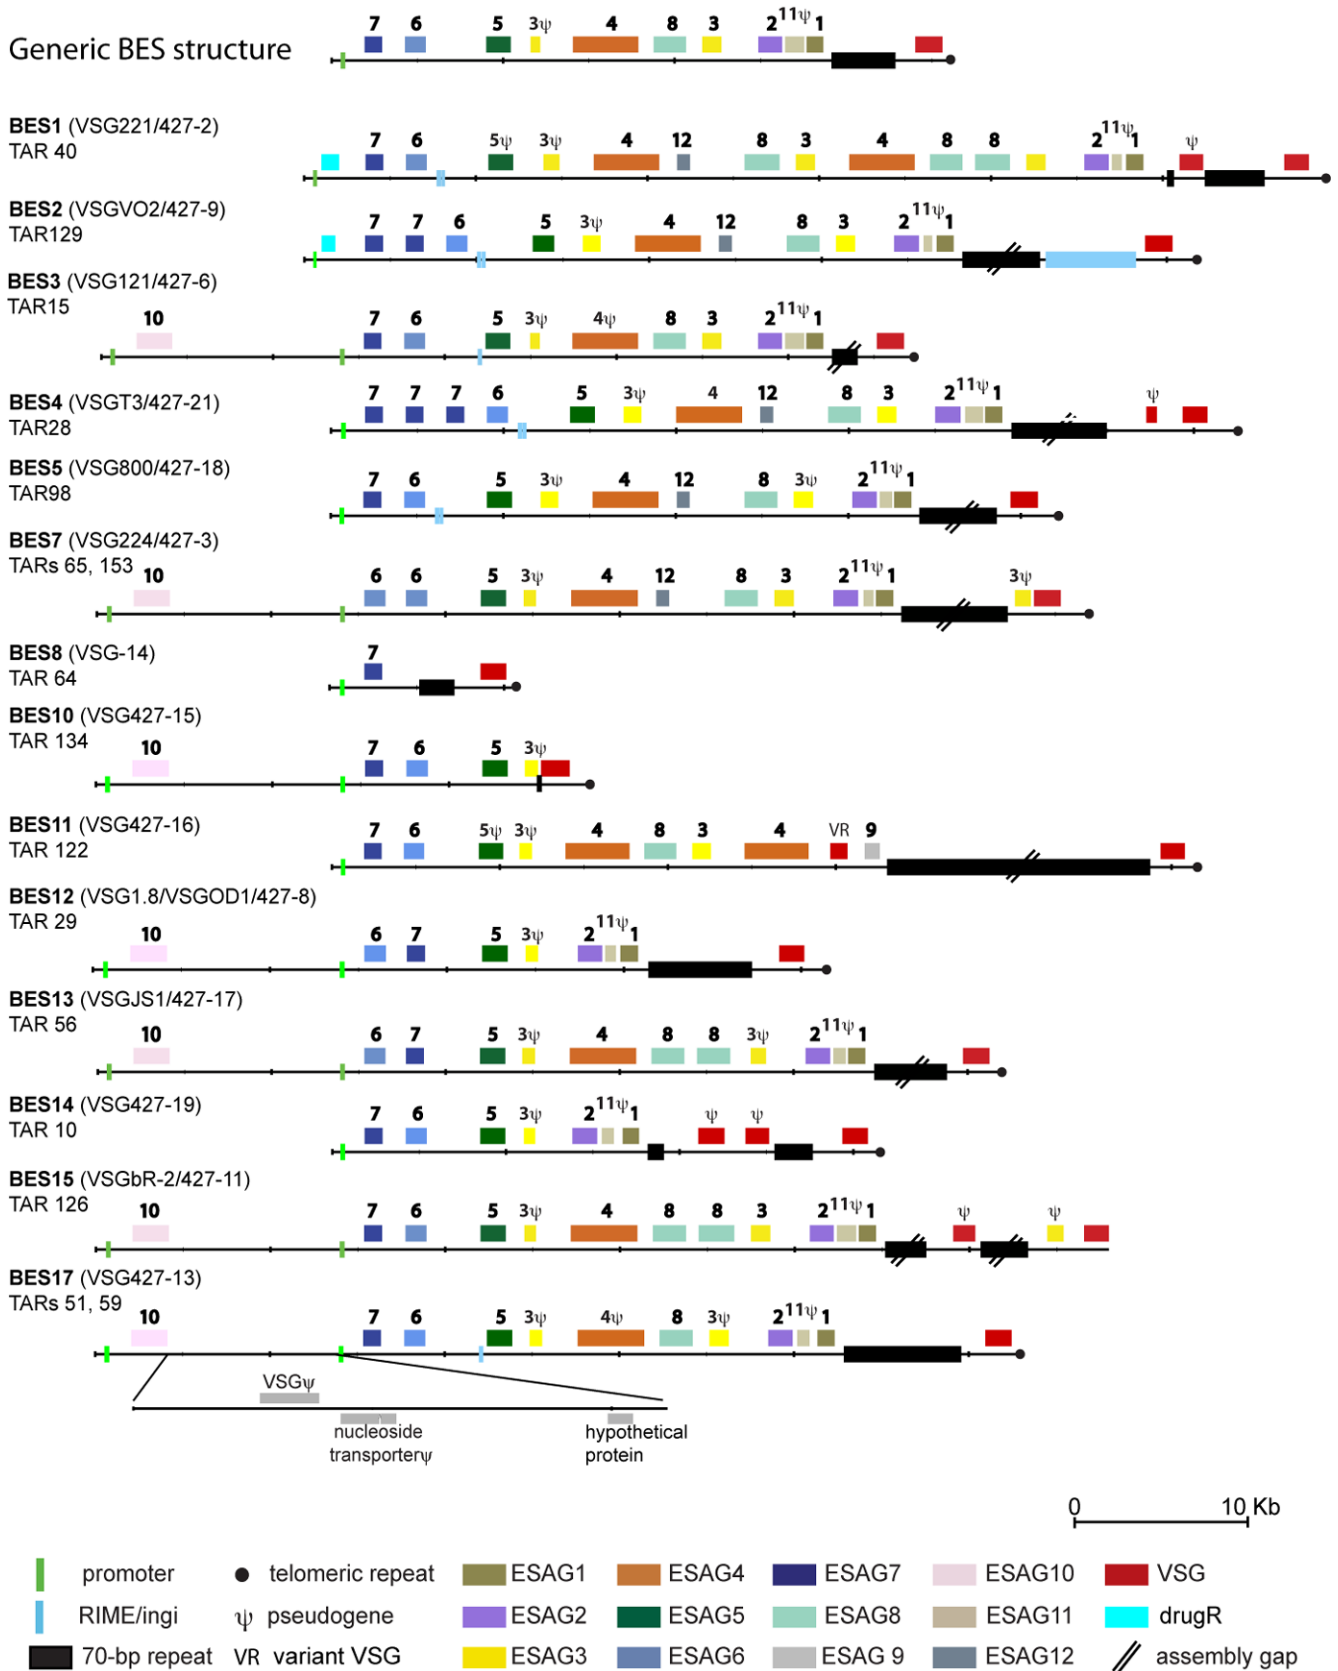 7 6 5 3ψ 4 8 3 2 11ψ 1
Generic BES structure
BES1 (VSG221/427-2)
TAR 40
7 6 5ψ 3ψ 4 12 8 3 4 8 8 2 11ψ 1 ψ
BES2 (VSGVO2/427-9)
TAR129
7 7 6 5 3ψ 4 12 8 3 2 11ψ 1
BES3 (VSG121/427-6)
TAR15
10 7 6 5 3ψ 4ψ 8 3 2 11ψ 1
BES4 (VSGT3/427-21)
TAR28
7 7 7 6 5 3ψ 4 12 8 3 2 11ψ 1 ψ
BES5 (VSG800/427-18)
TAR98
7 6 5 3ψ 4 12 8 3ψ 2 11ψ 1
BES7 (VSG224/427-3)
TARs 65, 153
10 6 6 5 3ψ 4 12 8 3 2 11ψ 1 3ψ
BES8 (VSG-14)
TAR 64
7
BES10 (VSG427-15)
TAR 134
10 7 6 5 3ψ
BES11 (VSG427-16)
TAR 122
7 6 5ψ 3ψ 4 8 3 4 VR 9
BES12 (VSG1.8/VSGOD1/427-8)
TAR 29
10 6 7 5 3ψ 2 11ψ 1
BES13 (VSGJS1/427-17)
TAR 56
10 6 7 5 3ψ 4 8 8 3ψ 2 11ψ 1
BES14 (VSG427-19)
TAR 10
7 6 5 3ψ 2 11ψ 1 ψ ψ
BES15 (VSGbR-2/427-11)
TAR 126
10 7 6 5 3ψ 4 8 8 3 2 11ψ 1 ψ ψ
BES17 (VSG427-13)
TARs 51, 59
10 7 6 5 3ψ 4ψ 8 3ψ 2 11ψ 1
VSGψ
nucleoside
transporterψ
hypothetical
protein
0 10 Kb
promoter telomeric repeat ESAG1 ESAG4 ESAG7 ESAG10 VSG
RIME/ingi ψ pseudogene ESAG2 ESAG5 ESAG8 ESAG11 drugR
70-bp repeat VR variant VSG ESAG3 ESAG6 ESAG 9 ESAG12 assembly gap